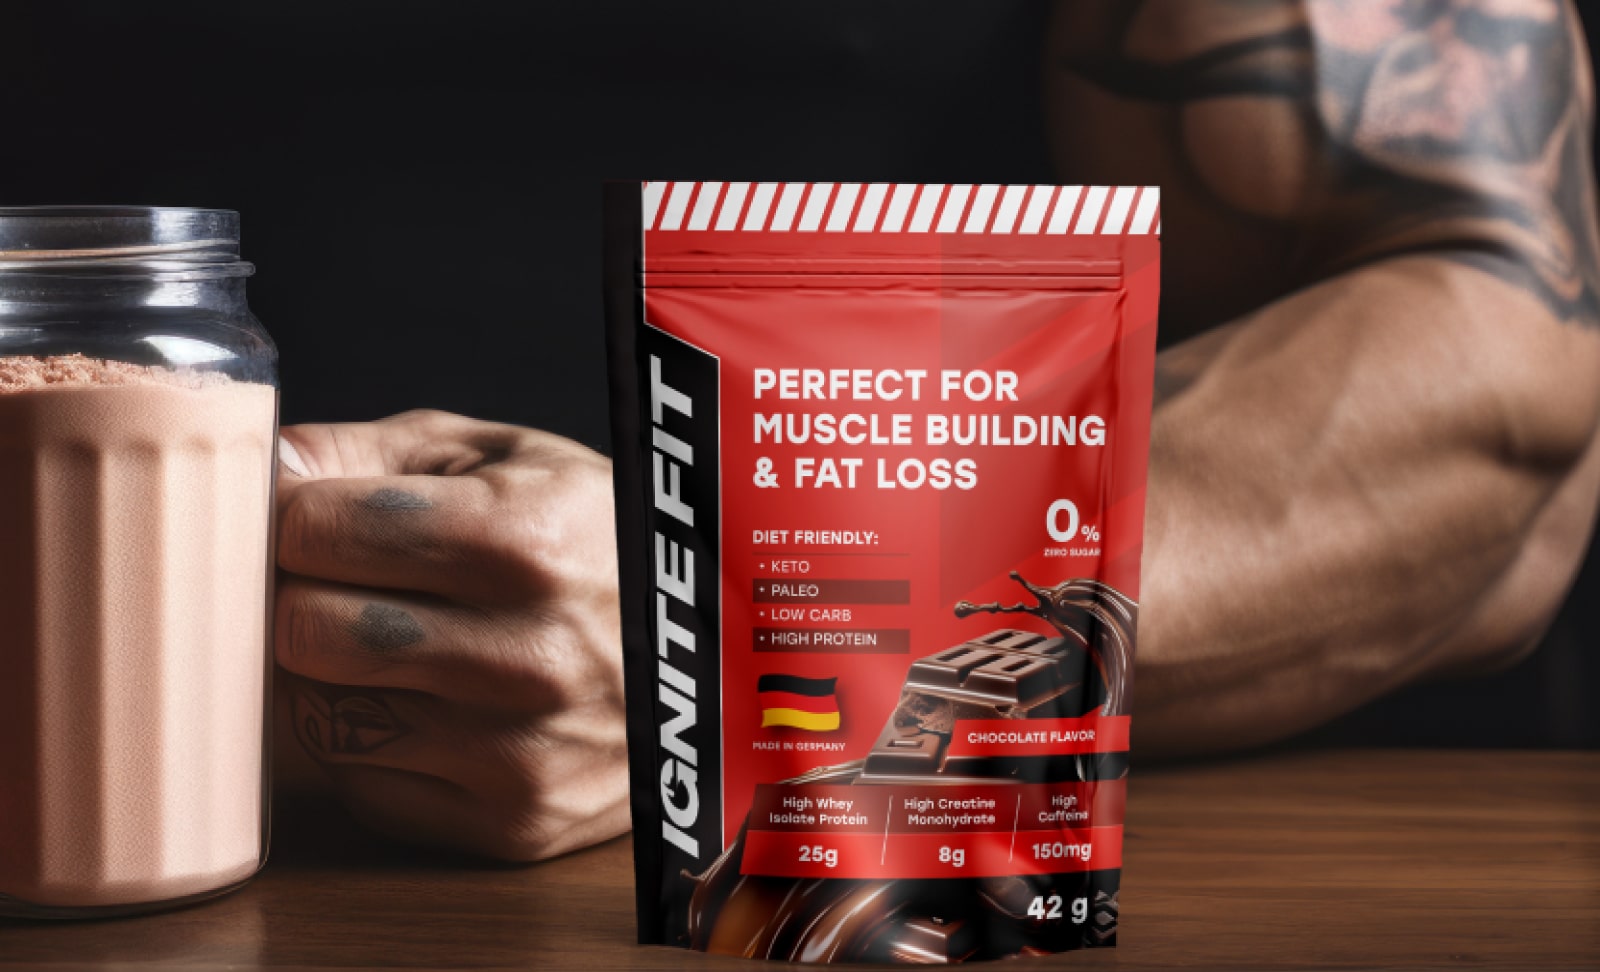 IGNITE FIT
PERFECT FOR
MUSCLE BUILDING
& FAT LOSS
0%
ZERO SUGAR
DIET FRIENDLY:
• KETO
• PALEO
• LOW CARB
• HIGH PROTEIN
MADE IN GERMANY
CHOCOLATE FLAVOR
High Whey
Isolate Protein
25g
High Creatine
Monohydrate
8g
High
Caffeine
150mg
42 g